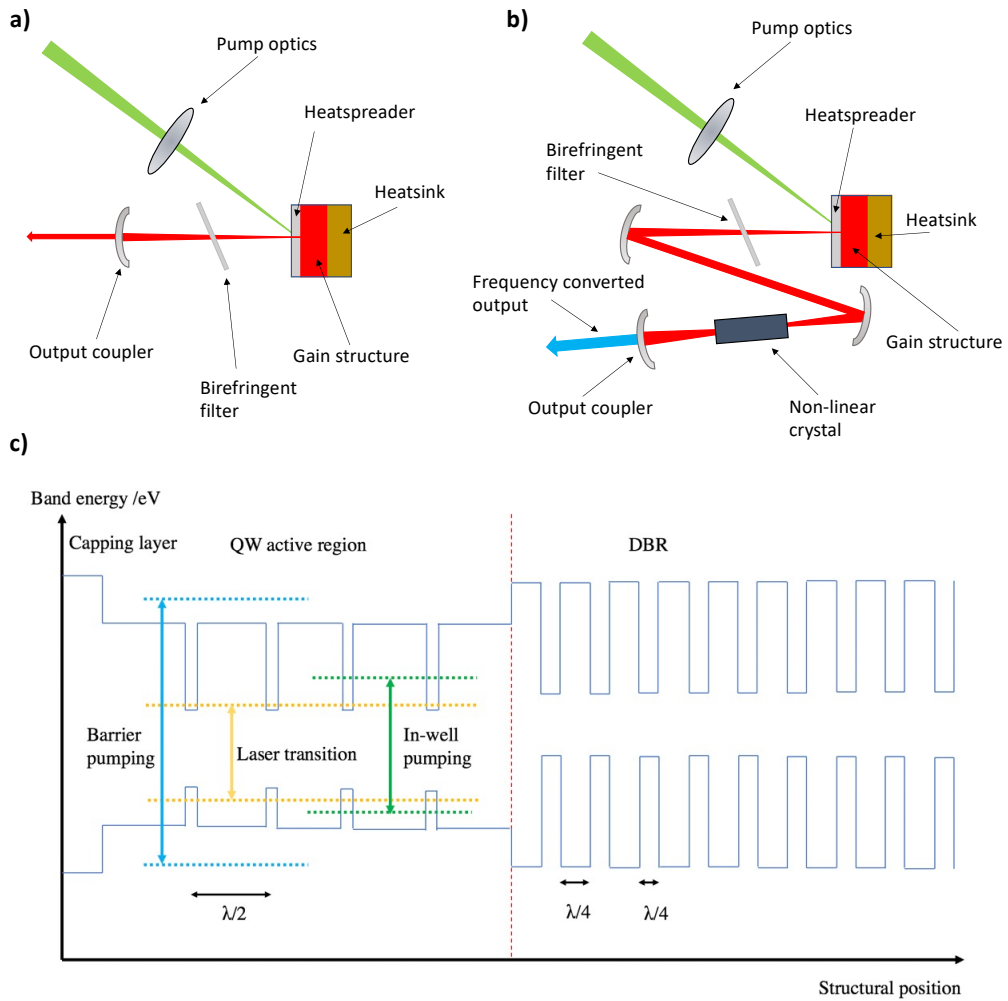 a)
Pump optics
Heatspreader
Heatsink
Output coupler
Birefringent
filter
Gain structure
b)
Pump optics
Heatspreader
Birefringent
filter
Heatsink
Frequency converted
output
Gain structure
Output coupler
Non-linear
crystal
c)
Band energy /eV
Capping layer
QW active region
DBR
Barrier
pumping
Laser transition
In-well
pumping
λ/2
λ/4
λ/4
Structural position